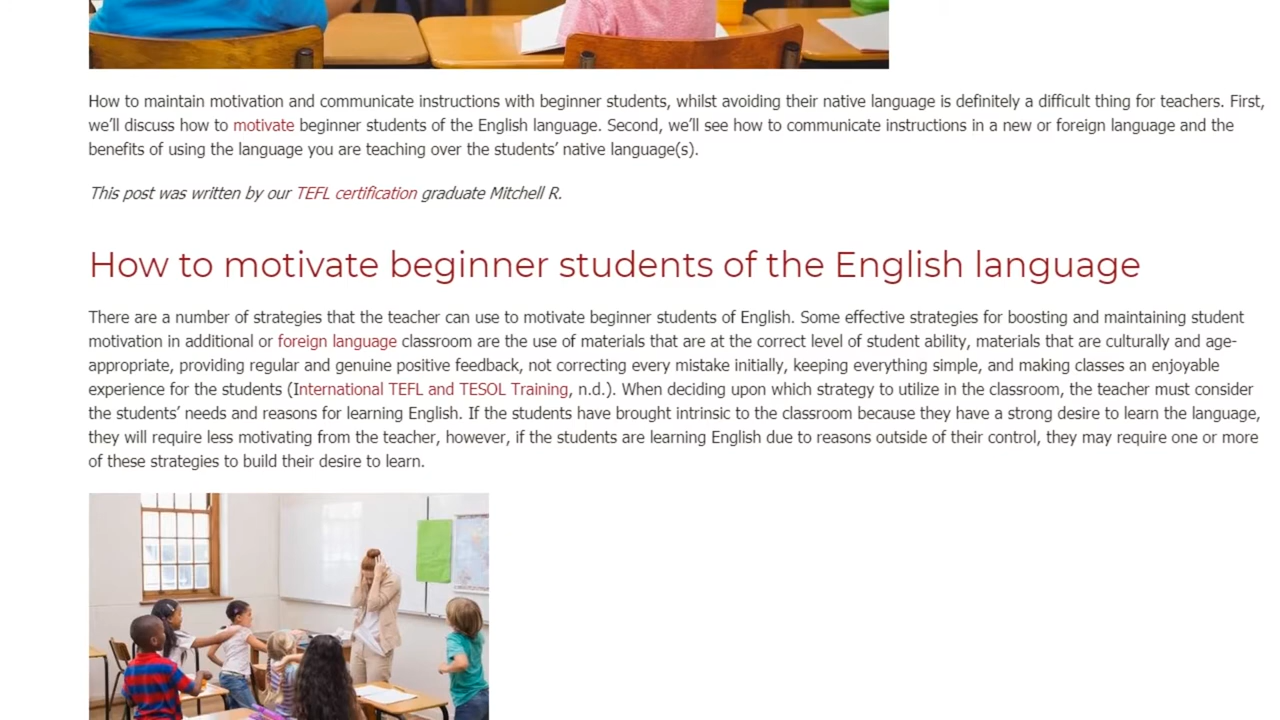 How to maintain motivation and communicate instructions with beginner students, whilst avoiding their native language is definitely a difficult thing for teachers. First,
we'll discuss how to motivate beginner students of the English language. Second, we'll see how to communicate instructions in a new or foreign language and the
benefits of using the language you are teaching over the students' native language(s).
This post was written by our TEFL certification graduate Mitchell R.
How to motivate beginner students of the English language
There are a number of strategies that the teacher can use to motivate beginner students of English. Some effective strategies for boosting and maintaining student
motivation in additional or foreign language classroom are the use of materials that are at the correct level of student ability, materials that are culturally and age-
appropriate, providing regular and genuine positive feedback, not correcting every mistake initially, keeping everything simple, and making classes an enjoyable
experience for the students (International TEFL and TESOL Training, n.d.). When deciding upon which strategy to utilize in the classroom, the teacher must consider
the students' needs and reasons for learning English. If the students have brought intrinsic to the classroom because they have a strong desire to learn the language,
they will require less motivating from the teacher, however, if the students are learning English due to reasons outside of their control, they may require one or more
of these strategies to build their desire to learn.